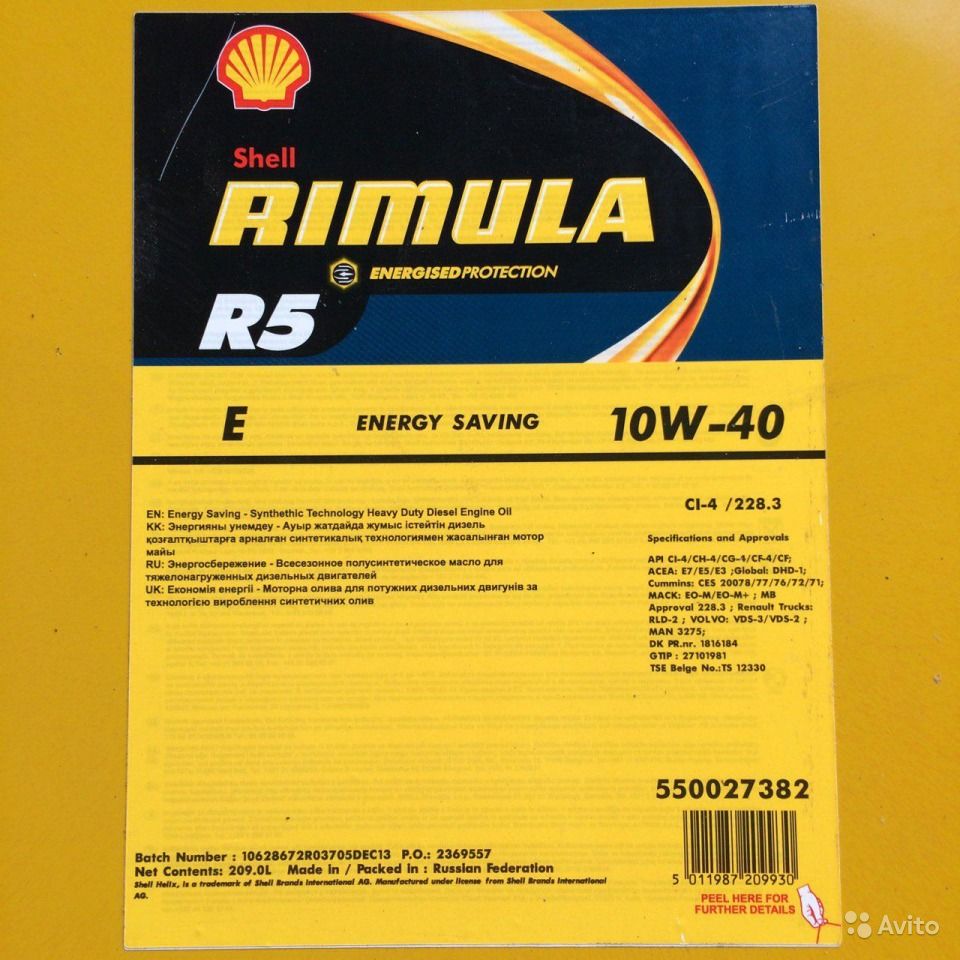 Shell
RIMULA
ENERGISED PROTECTION
R5
E ENERGY SAVING 10W-40
CI-4 /228.3
EN: Energy Saving - Synthethic Technology Heavy Duty Diesel Engine Oil
KK: Энергияны унемдеу - Ауыр жатдайда жумыс істейтін дизель
қозғалтқыштарға арналған синтетикалық технологиямен жасалынған мотор
майы
RU: Энергосбережение - Всесезонное полусинтетическое масло для
тяжелонагруженных дизельных двигателей
UK: Економія енергії - Моторна олива для потужних дизельних двигунів за
технологією вироблення синтетичних олив
Specifications and Approvals
API CI-4/CH-4/CG-4/CF-4/CF;
ACEA: E7/E5/E3 ;Global: DHD-1;
Cummins: CES 20078/77/76/72/71;
MACK: EO-M/EO-M+ ; MB
Approval 228.3 ; Renault Trucks:
RLD-2 ; VOLVO: VDS-3/VDS-2 ;
MAN 3275;
DK PR.nr. 1816184
GTIP : 27101981
TSE Belge No.:TS 12330
550027382
5 011987 209930
Batch Number : 10628672R03705DEC13 P.O.: 2369557
Net Contents: 209.0L Made in / Packed in : Russian Federation
Shell Helix, is a trademark of Shell Brands International AG. Manufactured under license from Shell Brands International
AG.
PEEL HERE FOR
FURTHER DETAILS
Avito